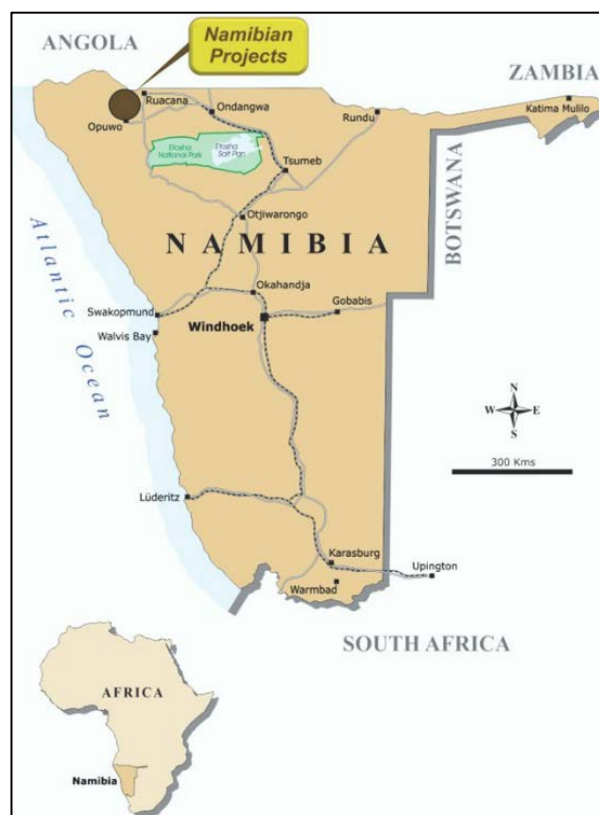 ANGOLA
Namibian
Projects
ZAMBIA
Ruacana
Ondangwa
Rundu
Katima Mulilo
Opuwo
Etosha
National Park
Etosha
Salt Pan
Tsumeb
BOTSWANA
Otjiwarongo
NAMIBIA
Atlantic Ocean
Okahandja
Gobabis
Swakopmund
Windhoek
Walvis Bay
N
W E
S
300 Kms
Lüderitz
Karasburg
Upington
Warmbad
SOUTH AFRICA
AFRICA
Namibia